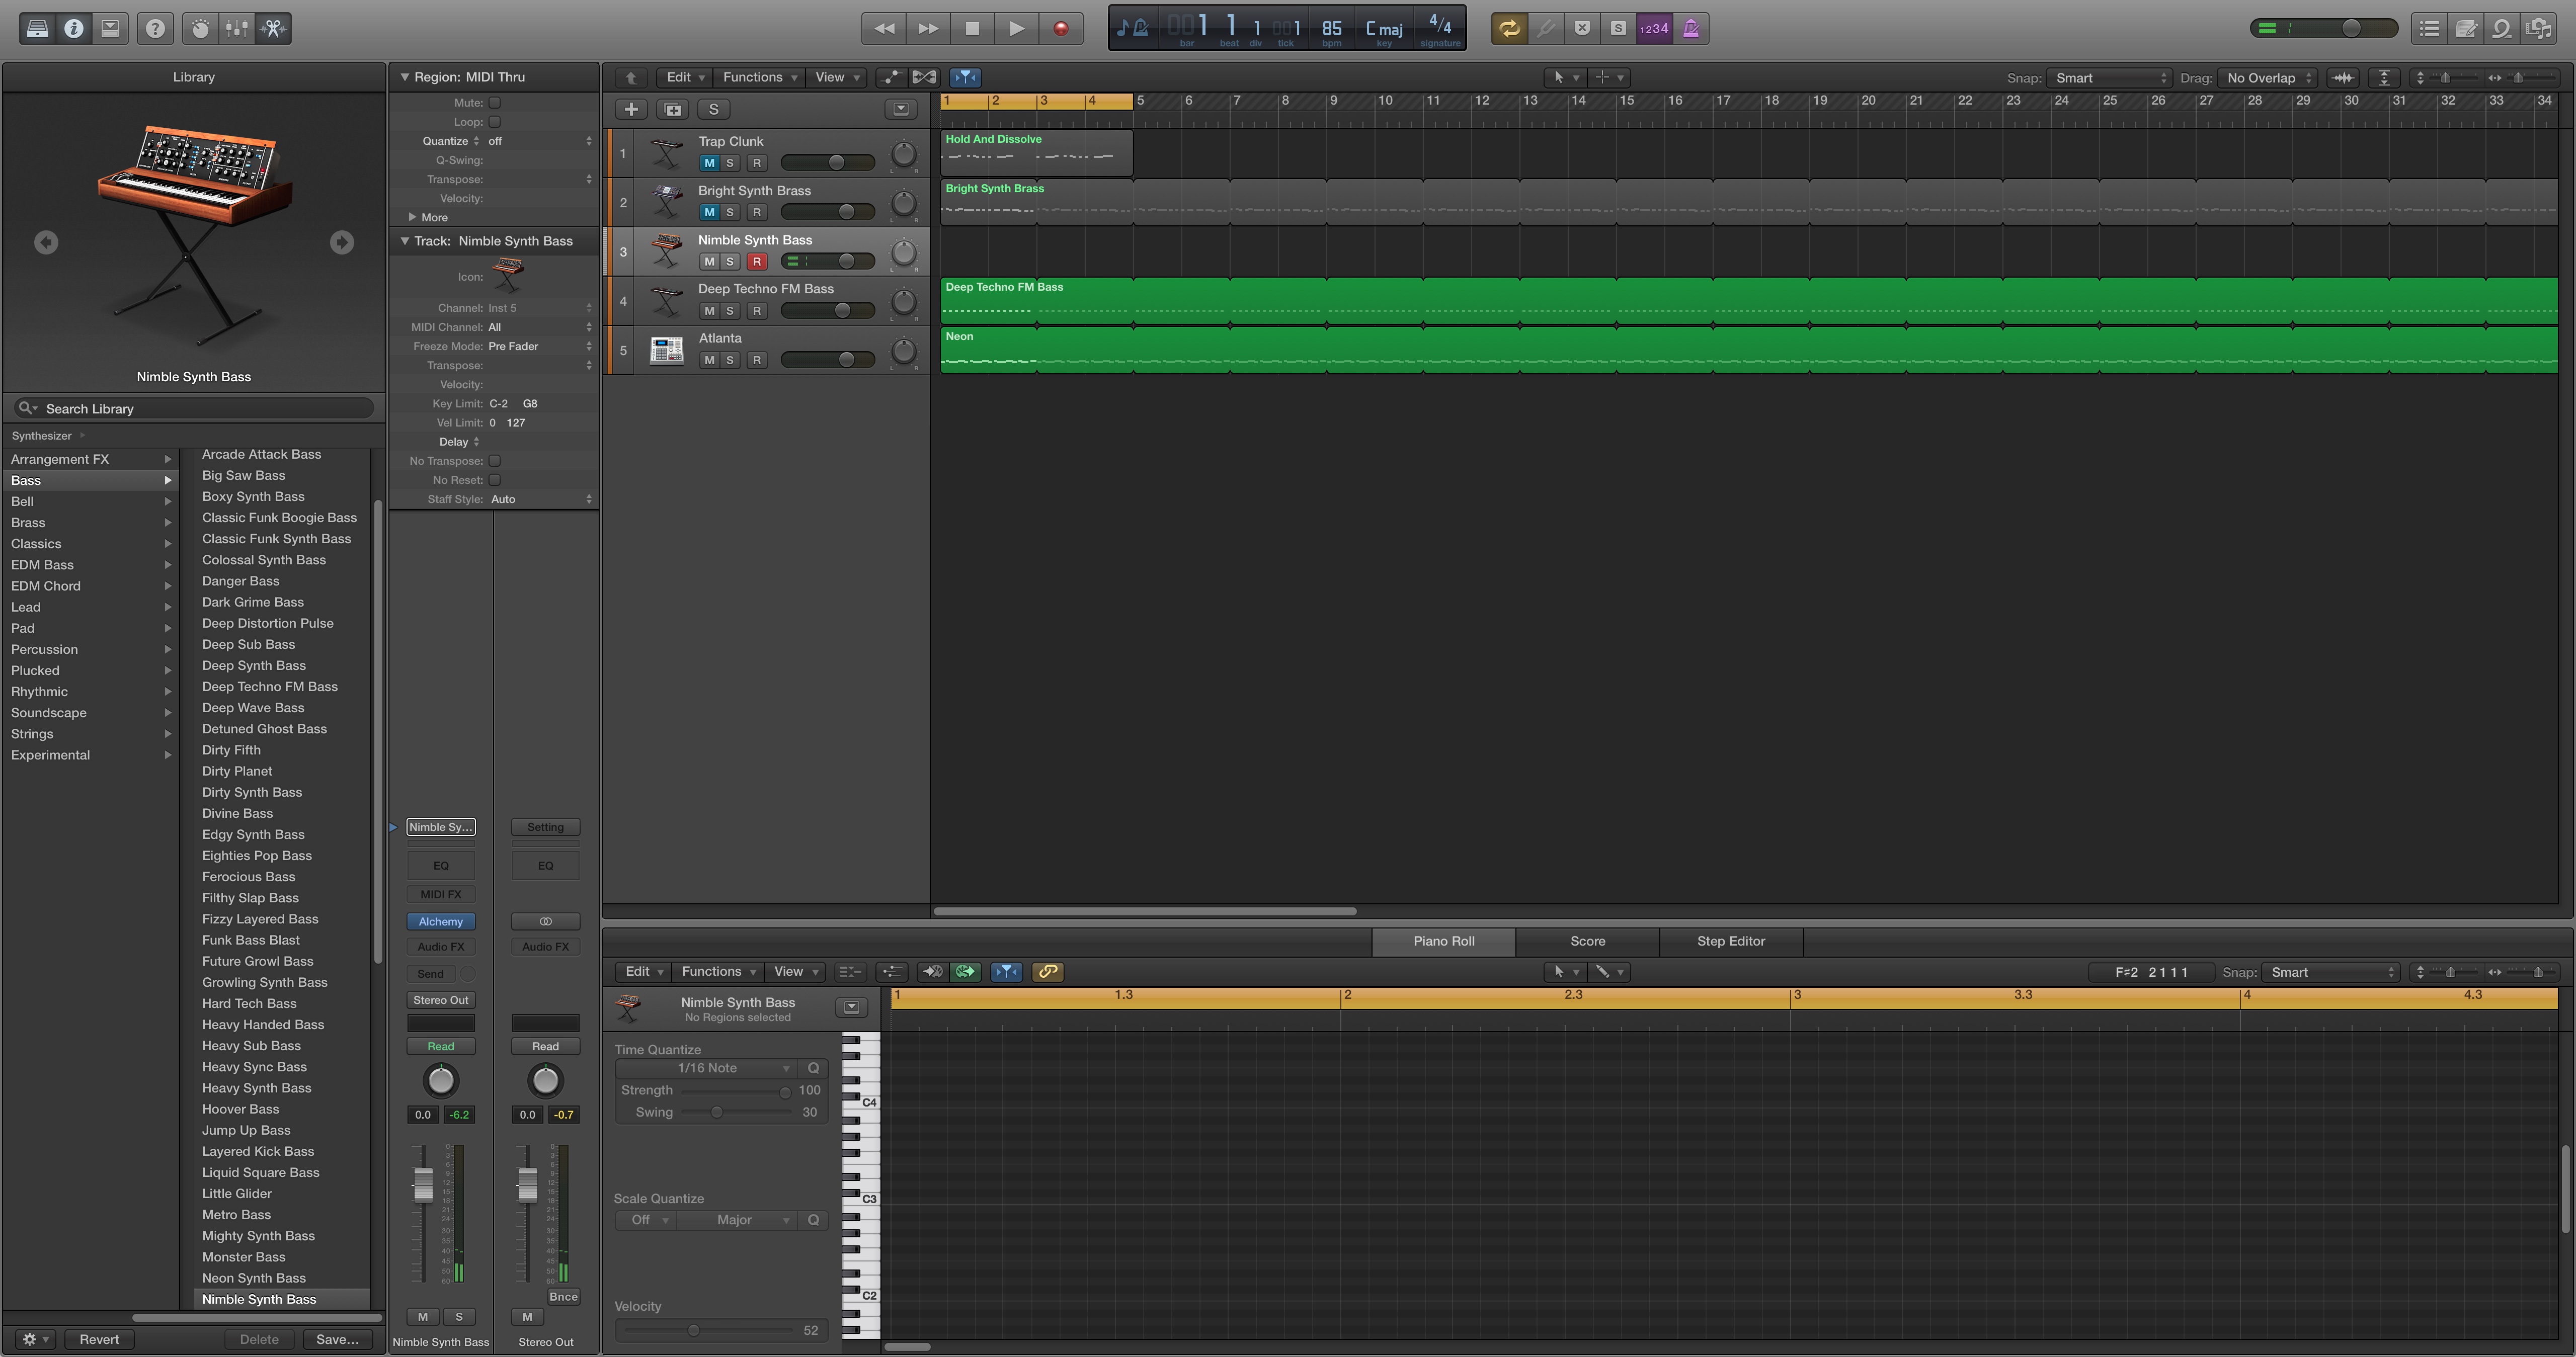 001 1 1 001 85 C maj 4/4
bar beat div tick bpm key signature
S 1234
Library
Nimble Synth Bass
Search Library
Synthesizer
Arrangement FX
Bass
Bell
Brass
Classics
EDM Bass
EDM Chord
Lead
Pad
Percussion
Plucked
Rhythmic
Soundscape
Strings
Experimental
Arcade Attack Bass
Big Saw Bass
Boxy Synth Bass
Classic Funk Boogie Bass
Classic Funk Synth Bass
Colossal Synth Bass
Danger Bass
Dark Grime Bass
Deep Distortion Pulse
Deep Sub Bass
Deep Synth Bass
Deep Techno FM Bass
Deep Wave Bass
Detuned Ghost Bass
Dirty Fifth
Dirty Planet
Dirty Synth Bass
Divine Bass
Edgy Synth Bass
Eighties Pop Bass
Ferocious Bass
Filthy Slap Bass
Fizzy Layered Bass
Funk Bass Blast
Future Growl Bass
Growling Synth Bass
Hard Tech Bass
Heavy Handed Bass
Heavy Sub Bass
Heavy Sync Bass
Heavy Synth Bass
Hoover Bass
Jump Up Bass
Layered Kick Bass
Liquid Square Bass
Little Glider
Metro Bass
Mighty Synth Bass
Monster Bass
Neon Synth Bass
Nimble Synth Bass
Revert Delete Save...
Region: MIDI Thru
Mute:
Loop:
Quantize off
Q-Swing:
Transpose:
Velocity:
More
Track: Nimble Synth Bass
Icon:
Channel: Inst 5
MIDI Channel: All
Freeze Mode: Pre Fader
Transpose:
Velocity:
Key Limit: C-2 G8
Vel Limit: 0 127
Delay
No Transpose:
No Reset:
Staff Style: Auto
Nimble Sy... Setting
EQ EQ
MIDI FX
Alchemy
Audio FX Audio FX
Send
Stereo Out
Read Read
0.0 -6.2 0.0 -0.7
Bnce
M S M
Nimble Synth Bass Stereo Out
Edit Functions View Snap: Smart Drag: No Overlap
S 1 2 3 4 5 6 7 8 9 10 11 12 13 14 15 16 17 18 19 20 21 22 23 24 25 26 27 28 29 30 31 32 33 34
1 Trap Clunk
M S R L R
Hold And Dissolve
2 Bright Synth Brass
M S R L R
Bright Synth Brass
3 Nimble Synth Bass
M S R L R
4 Deep Techno FM Bass
M S R L R
Deep Techno FM Bass
5 Atlanta
M S R L R
Neon
Piano Roll Score Step Editor
Edit Functions View F#2 2 1 1 1 Snap: Smart
Nimble Synth Bass
No Regions selected
1 1.3 2 2.3 3 3.3 4 4.3
Time Quantize
1/16 Note Q
Strength 100
Swing 30
Scale Quantize
Off Major Q
Velocity
52
C4
C3
C2